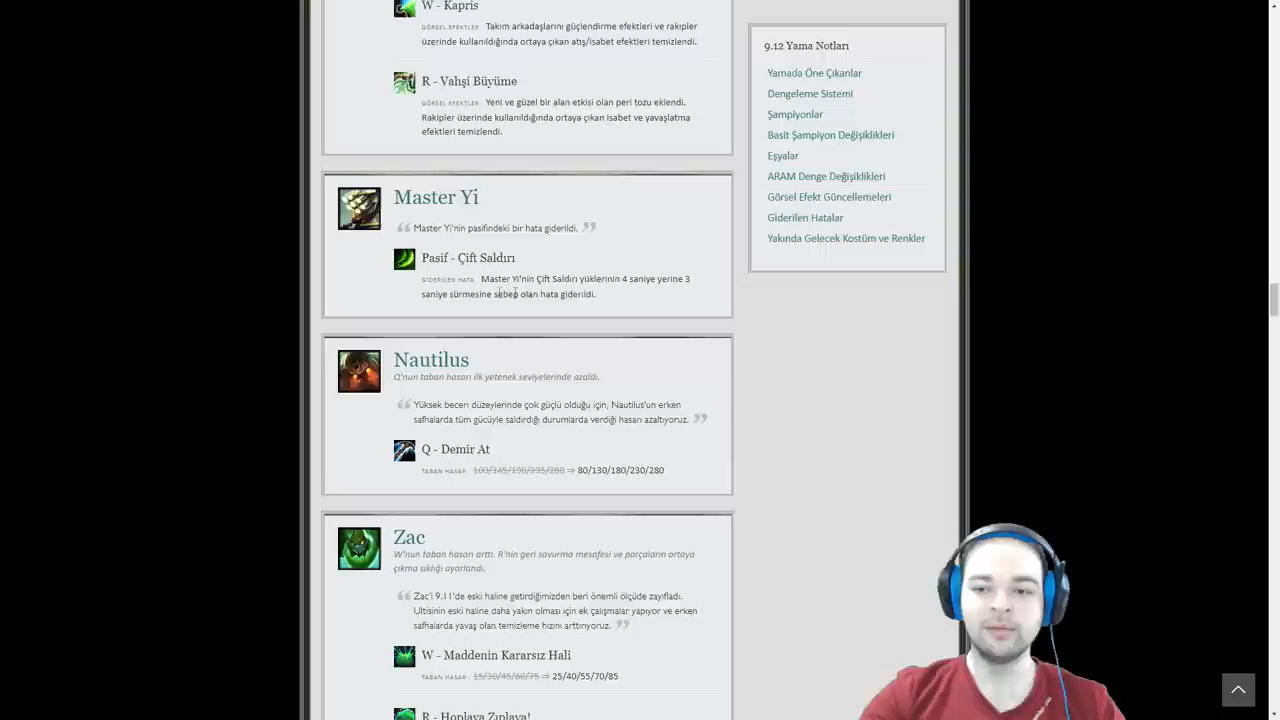 W - Kapris
GÖRSEL EFEKTLER Takım arkadaşlarını güçlendirme efektleri ve rakipler
üzerinde kullanıldığında ortaya çıkan atış/isabet efektleri temizlendi.
R - Vahşi Büyüme
GÖRSEL EFEKTLER Yeni ve güzel bir alan etkisi olan peri tozu eklendi.
Rakipler üzerinde kullanıldığında ortaya çıkan isabet ve yavaşlatma
efektleri temizlendi.
Master Yi
Master Yi'nin pasifindeki bir hata giderildi.
Pasif - Çift Saldırı
GİDERİLEN HATA Master Yi'nin Çift Saldırı yüklerinin 4 saniye yerine 3
saniye sürmesine sebep olan hata giderildi.
Nautilus
Q'nun taban hasarı ilk yetenek seviyelerinde azaldı.
Yüksek beceri düzeylerinde çok güçlü olduğu için, Nautilus'un erken
safhalarda tüm gücüyle saldırdığı durumlarda verdiği hasarı azaltıyoruz.
Q - Demir At
TABAN HASAR 100/145/190/235/280 ⇒ 80/130/180/230/280
Zac
W'nun taban hasarı arttı. R'nin geri savurma mesafesi ve parçaların ortaya
çıkma sıklığı ayarlandı.
Zac'i 9.11'de eski haline getirdiğimizden beri önemli ölçüde zayıfladı.
Ultisinin eski haline daha yakın olması için ek çalışmalar yapıyor ve erken
safhalarda yavaş olan temizleme hızını arttırıyoruz.
W - Maddenin Kararsız Hali
TABAN HASAR 15/30/45/60/75 ⇒ 25/40/55/70/85
R - Hoplaya Zıplaya!
9.12 Yama Notları
Yamada Öne Çıkanlar
Dengeleme Sistemi
Şampiyonlar
Basit Şampiyon Değişiklikleri
Eşyalar
ARAM Denge Değişiklikleri
Görsel Efekt Güncellemeleri
Giderilen Hatalar
Yakında Gelecek Kostüm ve Renkler